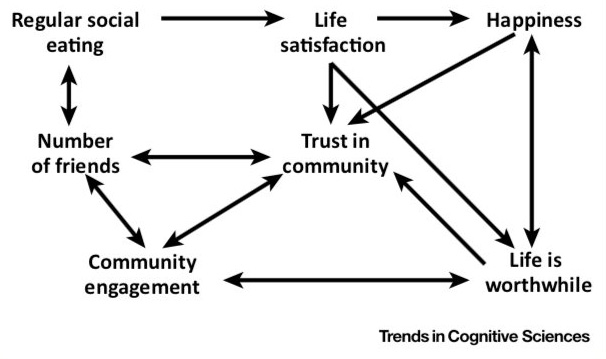 Regular social
eating
Life
satisfaction
Happiness
Number
of friends
Trust in
community
Community
engagement
Life is
worthwhile
Trends in Cognitive Sciences